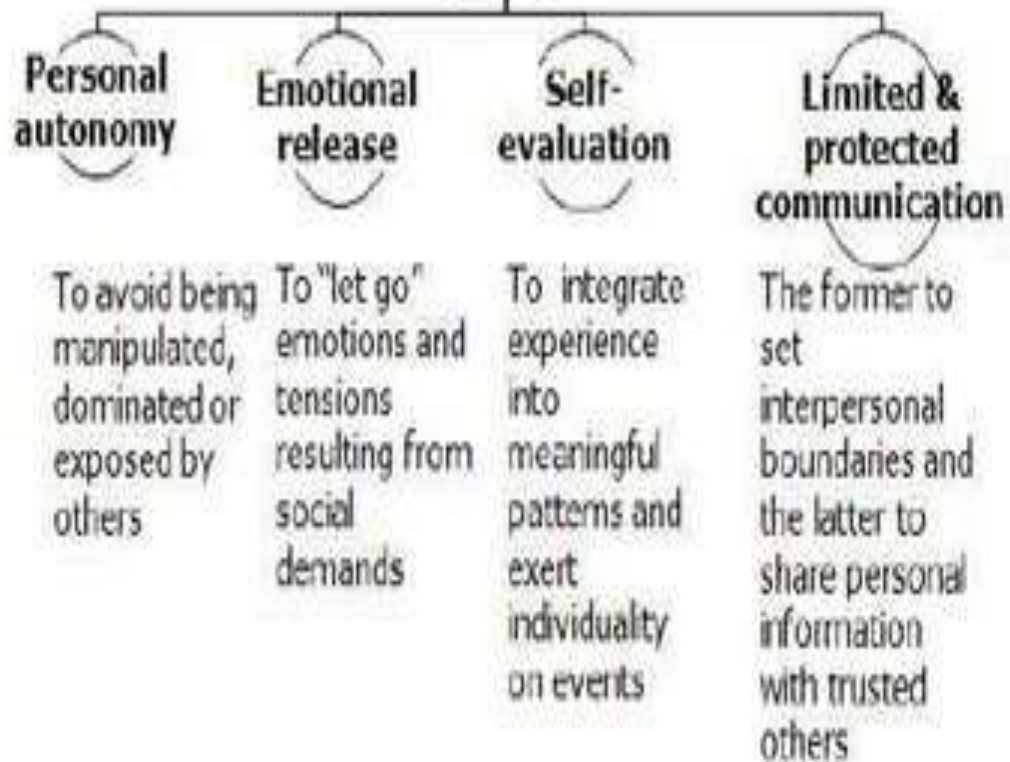 Personal
autonomy
To avoid being
manipulated,
dominated or
exposed by
others
Emotional
release
To "let go"
emotions and
tensions
resulting from
social
demands
Self-
evaluation
To integrate
experience
into
meaningful
patterns and
exert
individuality
on events
Limited &
protected
communication
The former to
set
interpersonal
boundaries and
the latter to
share personal
information
with trusted
others